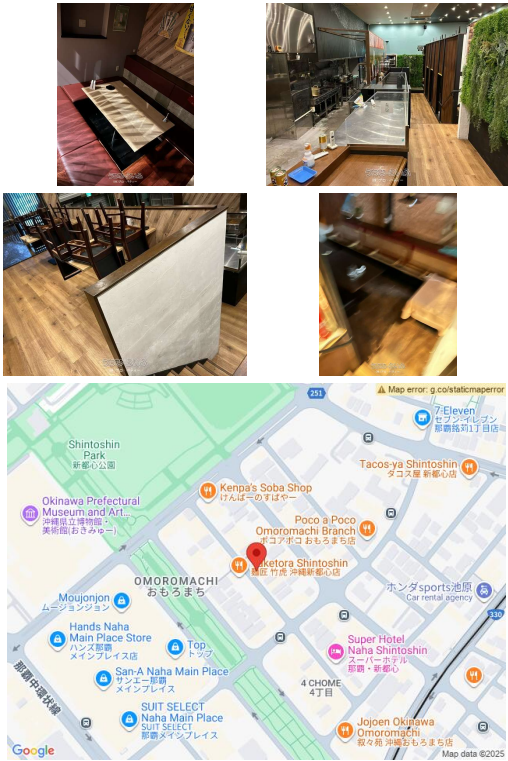 251
Map error: g.co/staticmaperror
7-Eleven
セブン-イレブン
那覇銘苅1丁目店
Shintoshin
Park
新都心公園
Tacos-ya Shintoshin
タコス屋 新都心店
Kenpa's Soba Shop
けんぱーのすばやー
Okinawa Prefectural
Museum and Art...
沖縄県立博物館・
美術館(おきみゅー)
Poco a Poco
Omoromachi Branch
ポコアポコ おもろまち店
ketora Shintoshin
匠 竹虎 沖縄新都心店
OMOROMACHI
おもろまち
ホンダsports池原
Car rental agency
Moujonjon
ムージョンジョン
330
Hands Naha
Main Place Store
ハンズ那覇
メインプレイス店
Top
トップ
Super Hotel
Naha Shintoshin
スーパーホテル
那覇・新都心
San-A Naha Main Place
サンエー那覇
メインプレイス
那覇中環状線
4 CHOME
4丁目
SUIT SELECT
Naha Main Place
SUIT SELECT
那覇メインプレイス
Jojoen Okinawa
Omoromachi
叙々苑 沖縄おもろまち店
Google
Map data ©2025